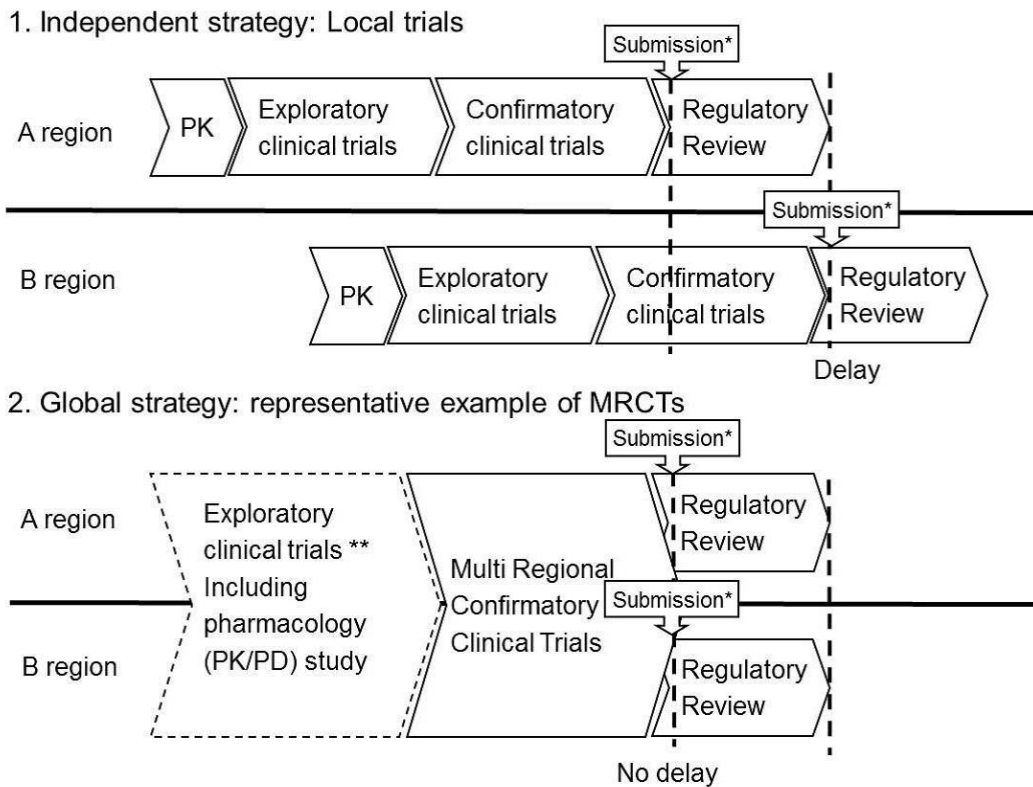 1. Independent strategy: Local trials
Submission*
A region
PK
Exploratory
clinical trials
Confirmatory
clinical trials
Regulatory
Review
Submission*
B region
PK
Exploratory
clinical trials
Confirmatory
clinical trials
Regulatory
Review
Delay
2. Global strategy: representative example of MRCTs
Submission*
A region
Exploratory
clinical trials **
Including
pharmacology
(PK/PD) study
Multi Regional
Confirmatory
Clinical Trials
Regulatory
Review
Submission*
B region
Regulatory
Review
No delay